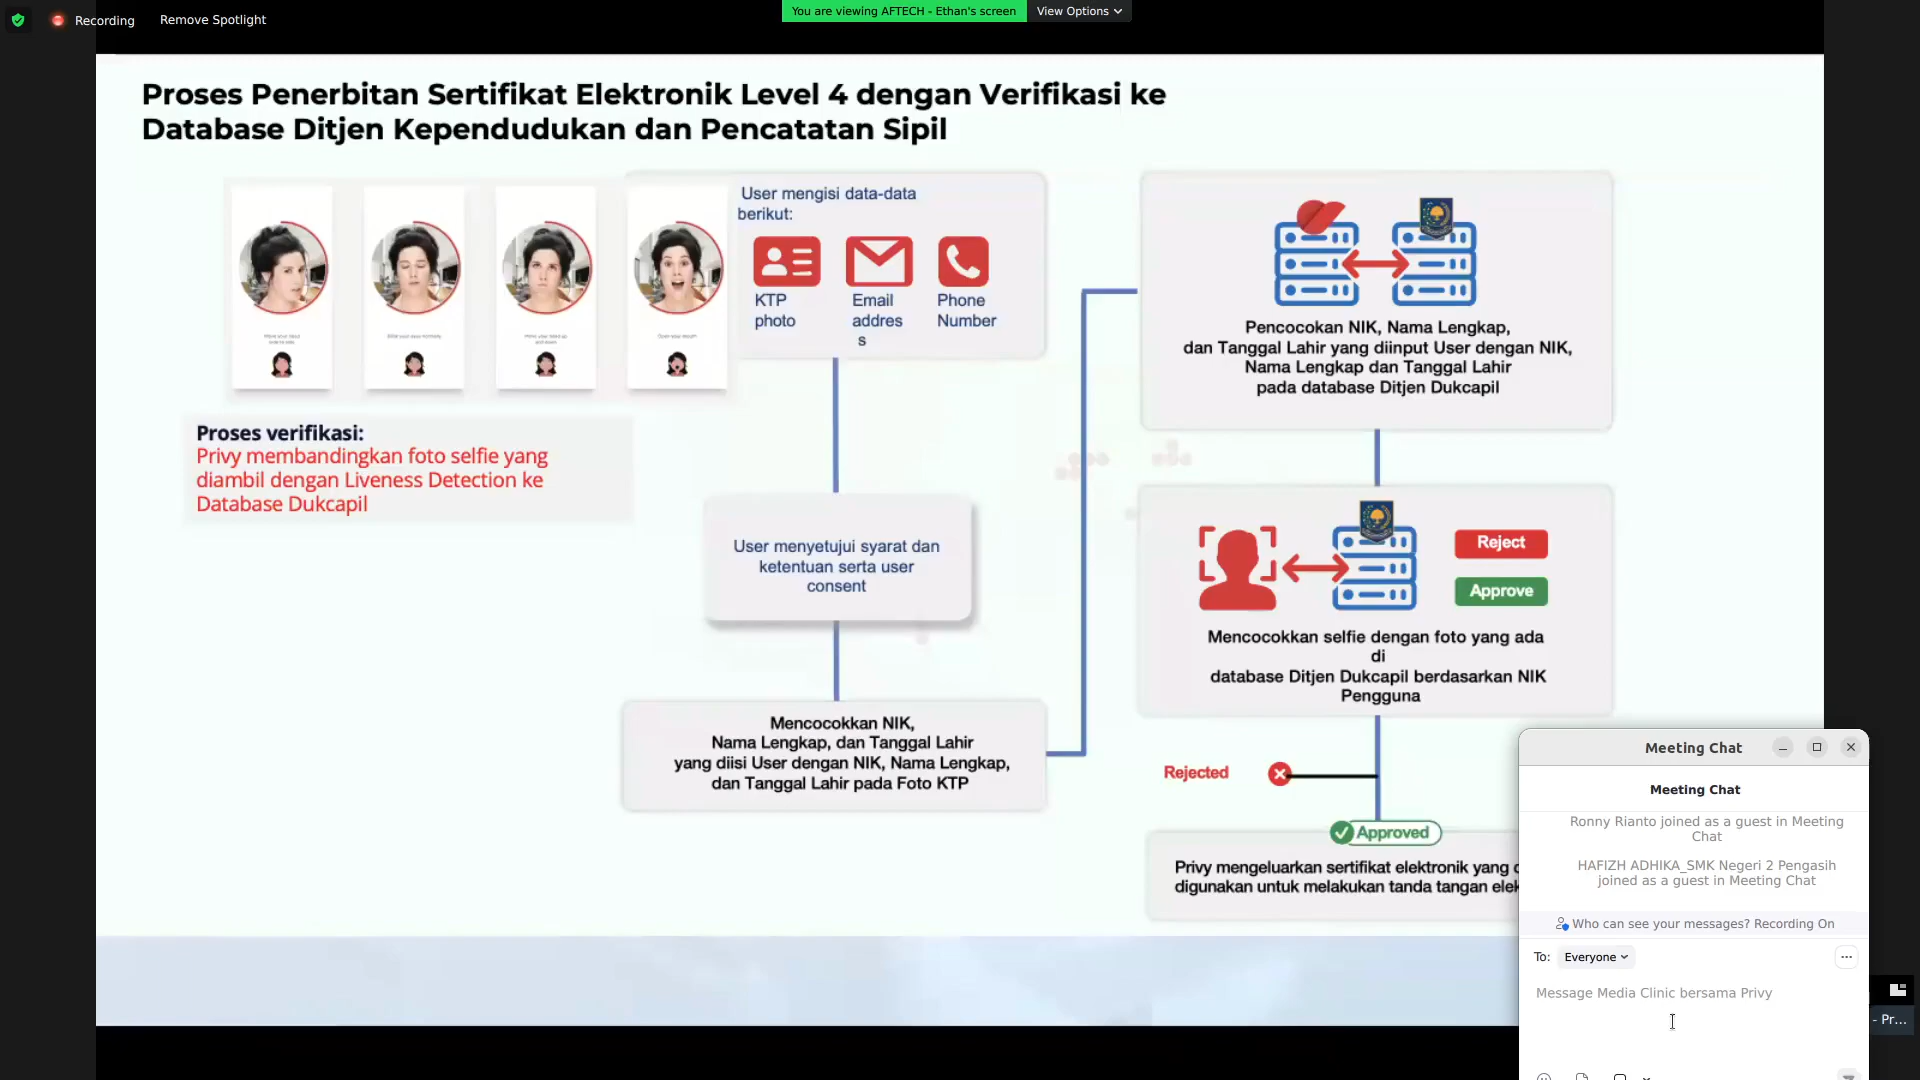 Recording
Remove Spotlight
You are viewing AFTECH - Ethan's screen
View Options
Proses Penerbitan Sertifikat Elektronik Level 4 dengan Verifikasi ke
Database Ditjen Kependudukan dan Pencatatan Sipil
User mengisi data-data
berikut:
KTP
photo
Email
addres
s
Phone
Number
Proses verifikasi:
Privy membandingkan foto selfie yang
diambil dengan Liveness Detection ke
Database Dukcapil
User menyetujui syarat dan
ketentuan serta user
consent
Mencocokkan NIK,
Nama Lengkap, dan Tanggal Lahir
yang diisi User dengan NIK, Nama Lengkap,
dan Tanggal Lahir pada Foto KTP
Pencocokan NIK, Nama Lengkap,
dan Tanggal Lahir yang diinput User dengan NIK,
Nama Lengkap dan Tanggal Lahir
pada database Ditjen Dukcapil
Reject
Approve
Mencocokkan selfie dengan foto yang ada
di
database Ditjen Dukcapil berdasarkan NIK
Pengguna
Rejected
Approved
Privy mengeluarkan sertifikat elektronik yang
digunakan untuk melakukan tanda tangan elek
Meeting Chat
Meeting Chat
Ronny Rianto joined as a guest in Meeting
Chat
HAFIZH ADHIKA_SMK Negeri 2 Pengasih
joined as a guest in Meeting Chat
Who can see your messages? Recording On
To: Everyone
Message Media Clinic bersama Privy
- Pr...